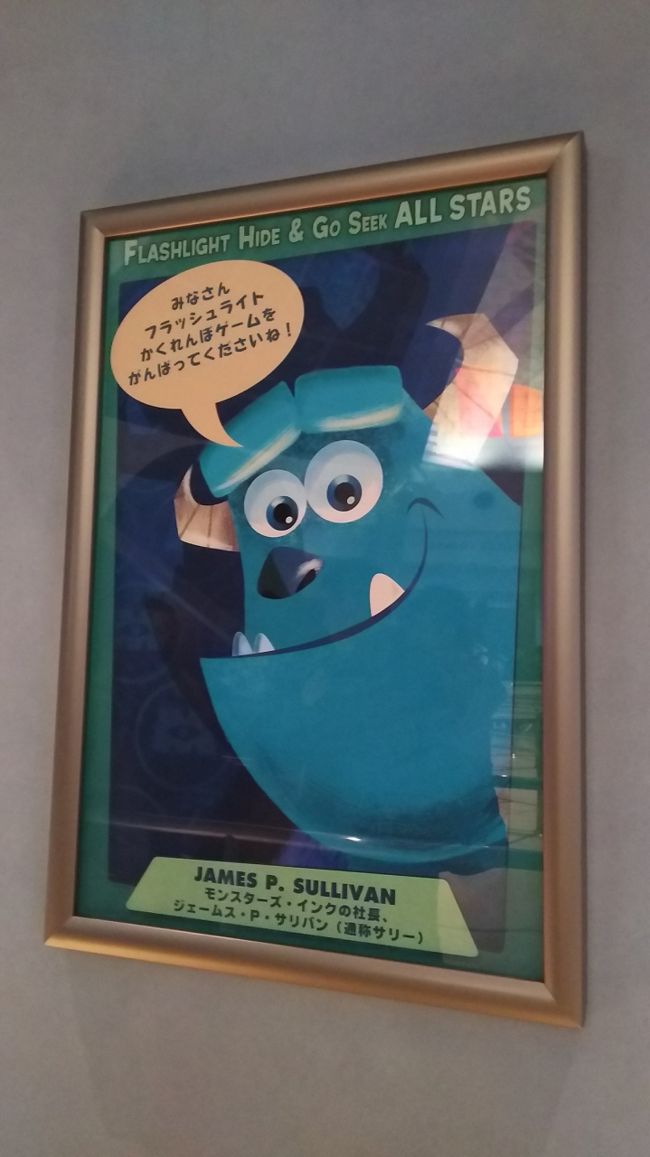 FLASHLIGHT HIDE & GO SEEK ALL STARS
みなさん
フラッシュライト
かくれんぼゲームを
がんばってくださいね！
JAMES P. SULLIVAN
モンスターズ・インクの社長、
ジェームス・P・サリバン（通称サリー）